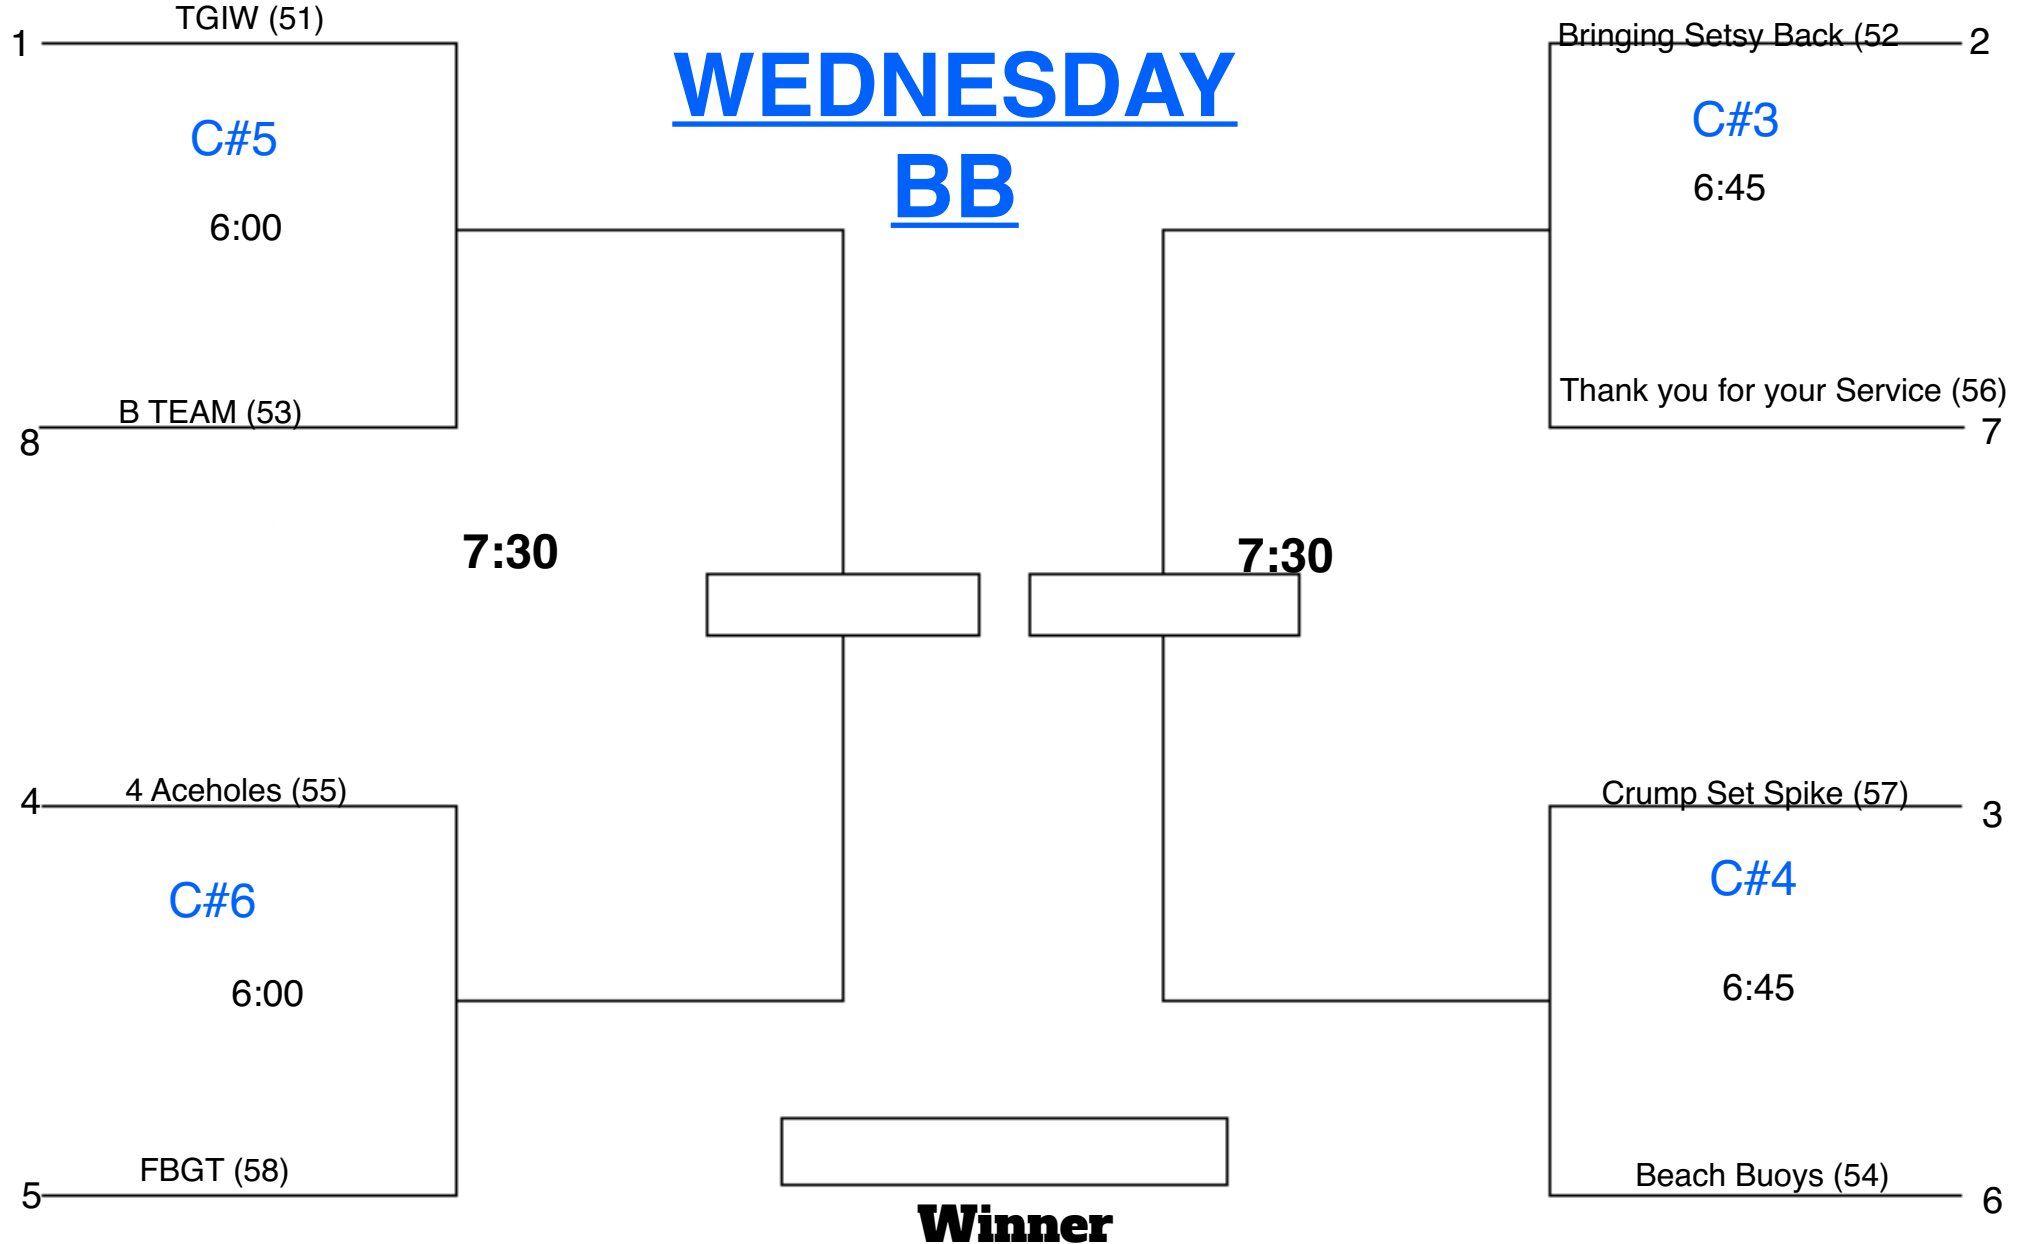 TGIW (51)
1
WEDNESDAY
BB
Bringing Setsy Back (52
2
C#5
6:00
C#3
6:45
B TEAM (53)
8
Thank you for your Service (56)
7
7:30
7:30
4 Aceholes (55)
4
Crump Set Spike (57)
3
C#6
6:00
C#4
6:45
FBGT (58)
5
Beach Buoys (54)
6
Winner